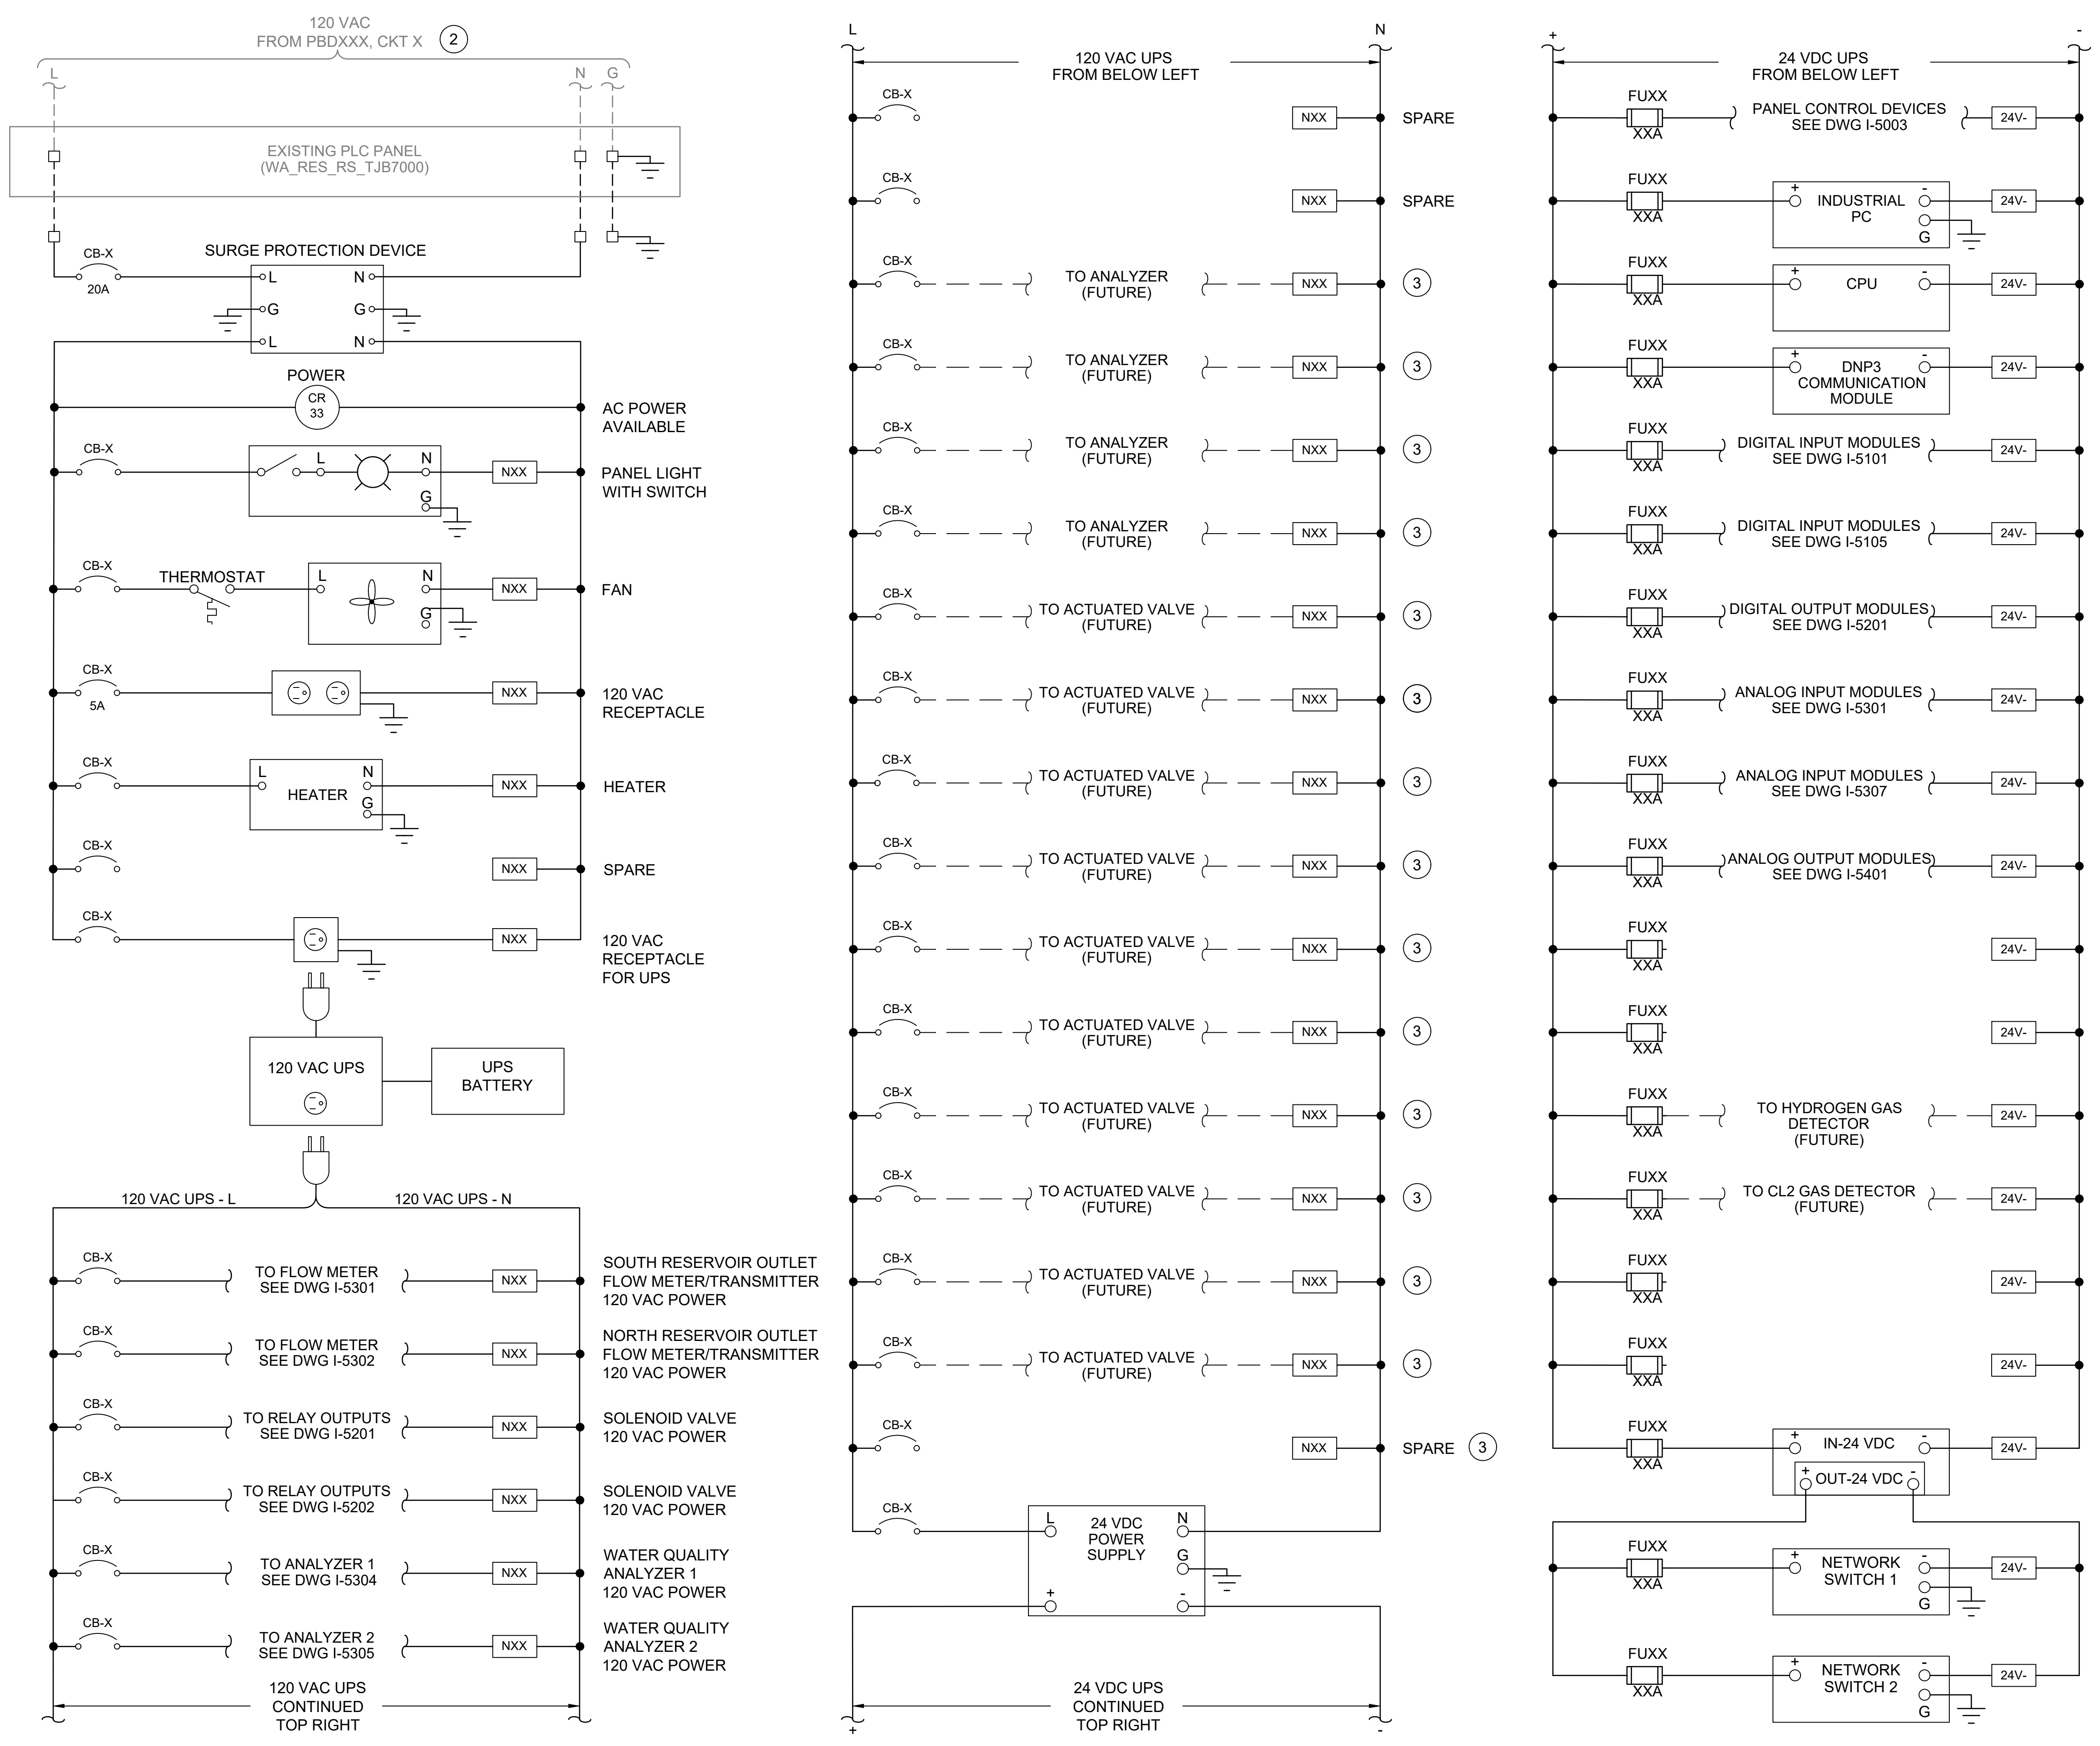 120 VAC
FROM PBDXXX, CKT X 2
L N G
EXISTING PLC PANEL
(WA_RES_RS_TJB7000)
SURGE PROTECTION DEVICE
CB-X
20A
L N
G G
L N
POWER
CR
33
AC POWER
AVAILABLE
CB-X
L N
G
NXX
PANEL LIGHT
WITH SWITCH
CB-X
THERMOSTAT
L N
G
NXX
FAN
CB-X
5A
NXX
120 VAC
RECEPTACLE
CB-X
L N
HEATER
G
NXX
HEATER
CB-X
NXX
SPARE
CB-X
NXX
120 VAC
RECEPTACLE
FOR UPS
120 VAC UPS
UPS
BATTERY
120 VAC UPS - L
120 VAC UPS - N
CB-X
TO FLOW METER
SEE DWG I-5301
NXX
SOUTH RESERVOIR OUTLET
FLOW METER/TRANSMITTER
120 VAC POWER
CB-X
TO FLOW METER
SEE DWG I-5302
NXX
NORTH RESERVOIR OUTLET
FLOW METER/TRANSMITTER
120 VAC POWER
CB-X
TO RELAY OUTPUTS
SEE DWG I-5201
NXX
SOLENOID VALVE
120 VAC POWER
CB-X
TO RELAY OUTPUTS
SEE DWG I-5202
NXX
SOLENOID VALVE
120 VAC POWER
CB-X
TO ANALYZER 1
SEE DWG I-5304
NXX
WATER QUALITY
ANALYZER 1
120 VAC POWER
CB-X
TO ANALYZER 2
SEE DWG I-5305
NXX
WATER QUALITY
ANALYZER 2
120 VAC POWER
120 VAC UPS
CONTINUED
TOP RIGHT
L N
120 VAC UPS
FROM BELOW LEFT
CB-X
NXX
SPARE
CB-X
NXX
SPARE
CB-X
TO ANALYZER
(FUTURE)
NXX
3
CB-X
TO ANALYZER
(FUTURE)
NXX
3
CB-X
TO ANALYZER
(FUTURE)
NXX
3
CB-X
TO ANALYZER
(FUTURE)
NXX
3
CB-X
TO ACTUATED VALVE
(FUTURE)
NXX
3
CB-X
TO ACTUATED VALVE
(FUTURE)
NXX
3
CB-X
TO ACTUATED VALVE
(FUTURE)
NXX
3
CB-X
TO ACTUATED VALVE
(FUTURE)
NXX
3
CB-X
TO ACTUATED VALVE
(FUTURE)
NXX
3
CB-X
TO ACTUATED VALVE
(FUTURE)
NXX
3
CB-X
TO ACTUATED VALVE
(FUTURE)
NXX
3
CB-X
TO ACTUATED VALVE
(FUTURE)
NXX
3
CB-X
TO ACTUATED VALVE
(FUTURE)
NXX
3
CB-X
TO ACTUATED VALVE
(FUTURE)
NXX
3
CB-X
NXX
SPARE 3
CB-X
L N
24 VDC
POWER
SUPPLY
G
+ -
24 VDC UPS
CONTINUED
TOP RIGHT
+ -
+ -
24 VDC UPS
FROM BELOW LEFT
FUXX
XXA
PANEL CONTROL DEVICES
SEE DWG I-5003
24V-
FUXX
XXA
+ -
INDUSTRIAL
PC
G
24V-
FUXX
XXA
+ -
CPU
24V-
FUXX
XXA
+ -
DNP3
COMMUNICATION
MODULE
24V-
FUXX
XXA
DIGITAL INPUT MODULES
SEE DWG I-5101
24V-
FUXX
XXA
DIGITAL INPUT MODULES
SEE DWG I-5105
24V-
FUXX
XXA
DIGITAL OUTPUT MODULES
SEE DWG I-5201
24V-
FUXX
XXA
ANALOG INPUT MODULES
SEE DWG I-5301
24V-
FUXX
XXA
ANALOG INPUT MODULES
SEE DWG I-5307
24V-
FUXX
XXA
ANALOG OUTPUT MODULES
SEE DWG I-5401
24V-
FUXX
XXA
24V-
FUXX
XXA
24V-
FUXX
XXA
TO HYDROGEN GAS
DETECTOR
(FUTURE)
24V-
FUXX
XXA
TO CL2 GAS DETECTOR
(FUTURE)
24V-
FUXX
XXA
24V-
FUXX
XXA
24V-
FUXX
XXA
+ -
IN-24 VDC
24V-
+ OUT-24 VDC -
FUXX
XXA
+ -
NETWORK
SWITCH 1
G
24V-
FUXX
XXA
+ -
NETWORK
SWITCH 2
G
24V-